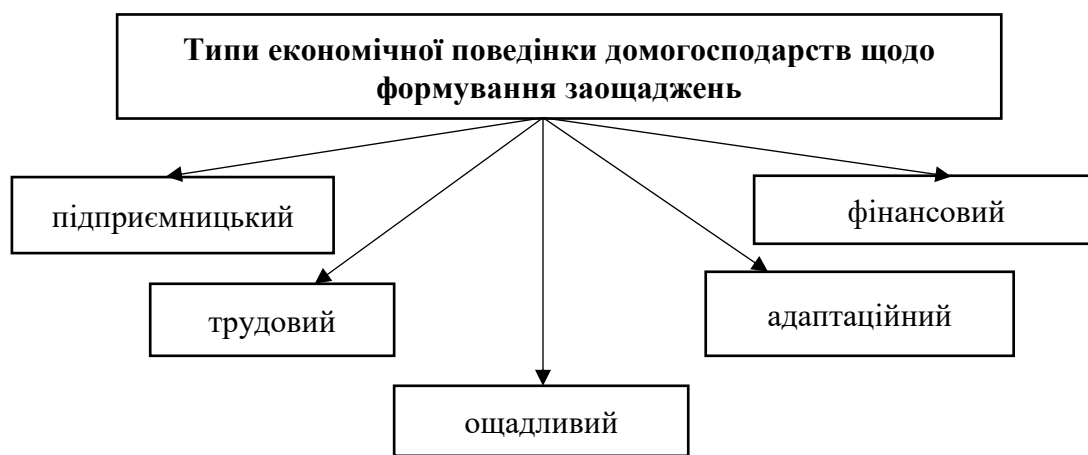 Типи економічної поведінки домогосподарств щодо
формування заощаджень
підприємницький
фінансовий
трудовий
адаптаційний
ощадливий